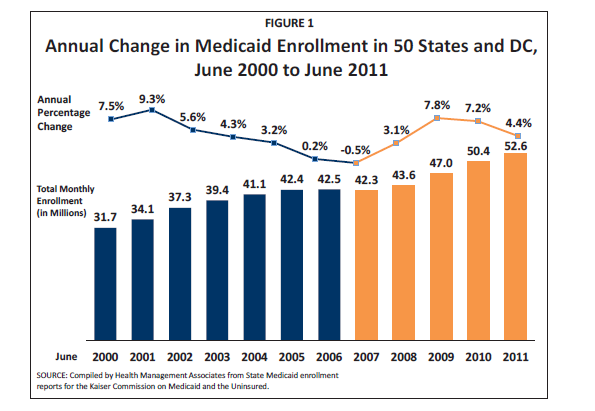 FIGURE 1
Annual Change in Medicaid Enrollment in 50 States and DC,
June 2000 to June 2011
Annual
Percentage
Change
7.5% 9.3% 5.6% 4.3% 3.2% 0.2% -0.5% 3.1% 7.8% 7.2% 4.4%
Total Monthly
Enrollment
(in Millions)
31.7 34.1 37.3 39.4 41.1 42.4 42.5 42.3 43.6 47.0 50.4 52.6
June 2000 2001 2002 2003 2004 2005 2006 2007 2008 2009 2010 2011
SOURCE: Compiled by Health Management Associates from State Medicaid enrollment
reports for the Kaiser Commission on Medicaid and the Uninsured.